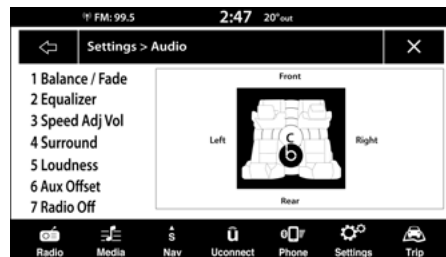 FM: 99.5 2:47 20°out
Settings > Audio
1 Balance / Fade
2 Equalizer
3 Speed Adj Vol
4 Surround
5 Loudness
6 Aux Offset
7 Radio Off
Front
Left
Right
Rear
Radio Media Nav Uconnect Phone Settings Trip